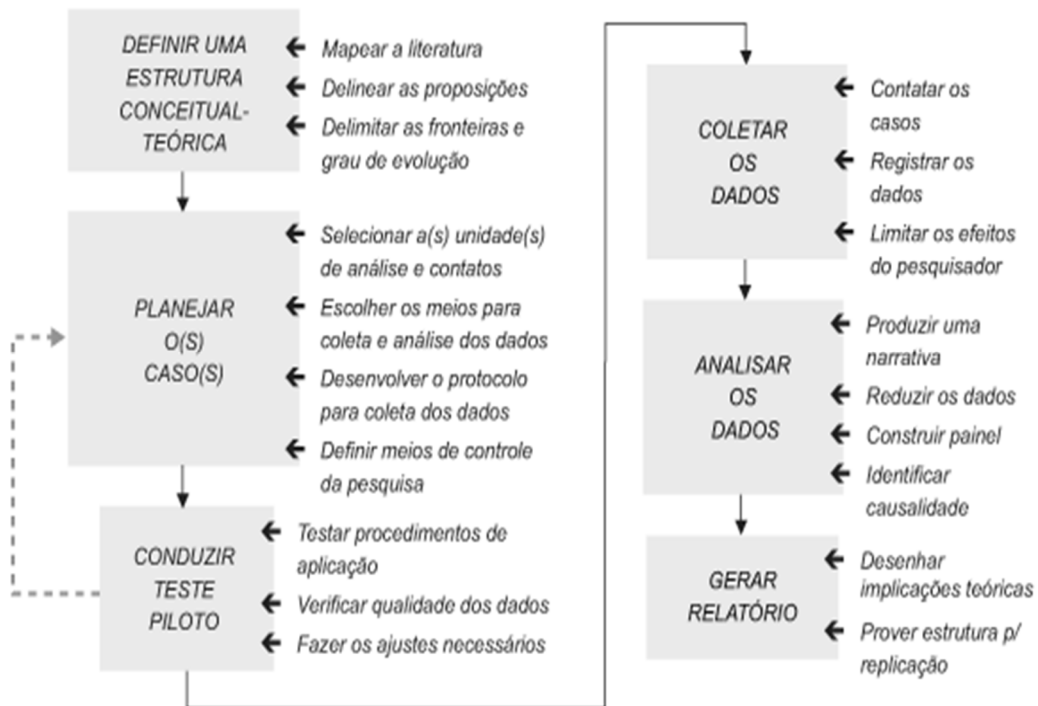 DEFINIR UMA
ESTRUTURA
CONCEITUAL-
TEÓRICA
Mapear a literatura
Delinear as proposições
Delimitar as fronteiras e
grau de evolução
PLANEJAR
O(S)
CASO(S)
Selecionar a(s) unidade(s)
de análise e contatos
Escolher os meios para
coleta e análise dos dados
Desenvolver o protocolo
para coleta dos dados
Definir meios de controle
da pesquisa
CONDUZIR
TESTE
PILOTO
Testar procedimentos de
aplicação
Verificar qualidade dos dados
Fazer os ajustes necessários
COLETAR
OS
DADOS
Contatar os
casos
Registrar os
dados
Limitar os efeitos
do pesquisador
ANALISAR
OS
DADOS
Produzir uma
narrativa
Reduzir os dados
Construir painel
Identificar
causalidade
GERAR
RELATÓRIO
Desenhar
implicações teóricas
Prover estrutura p/
replicação